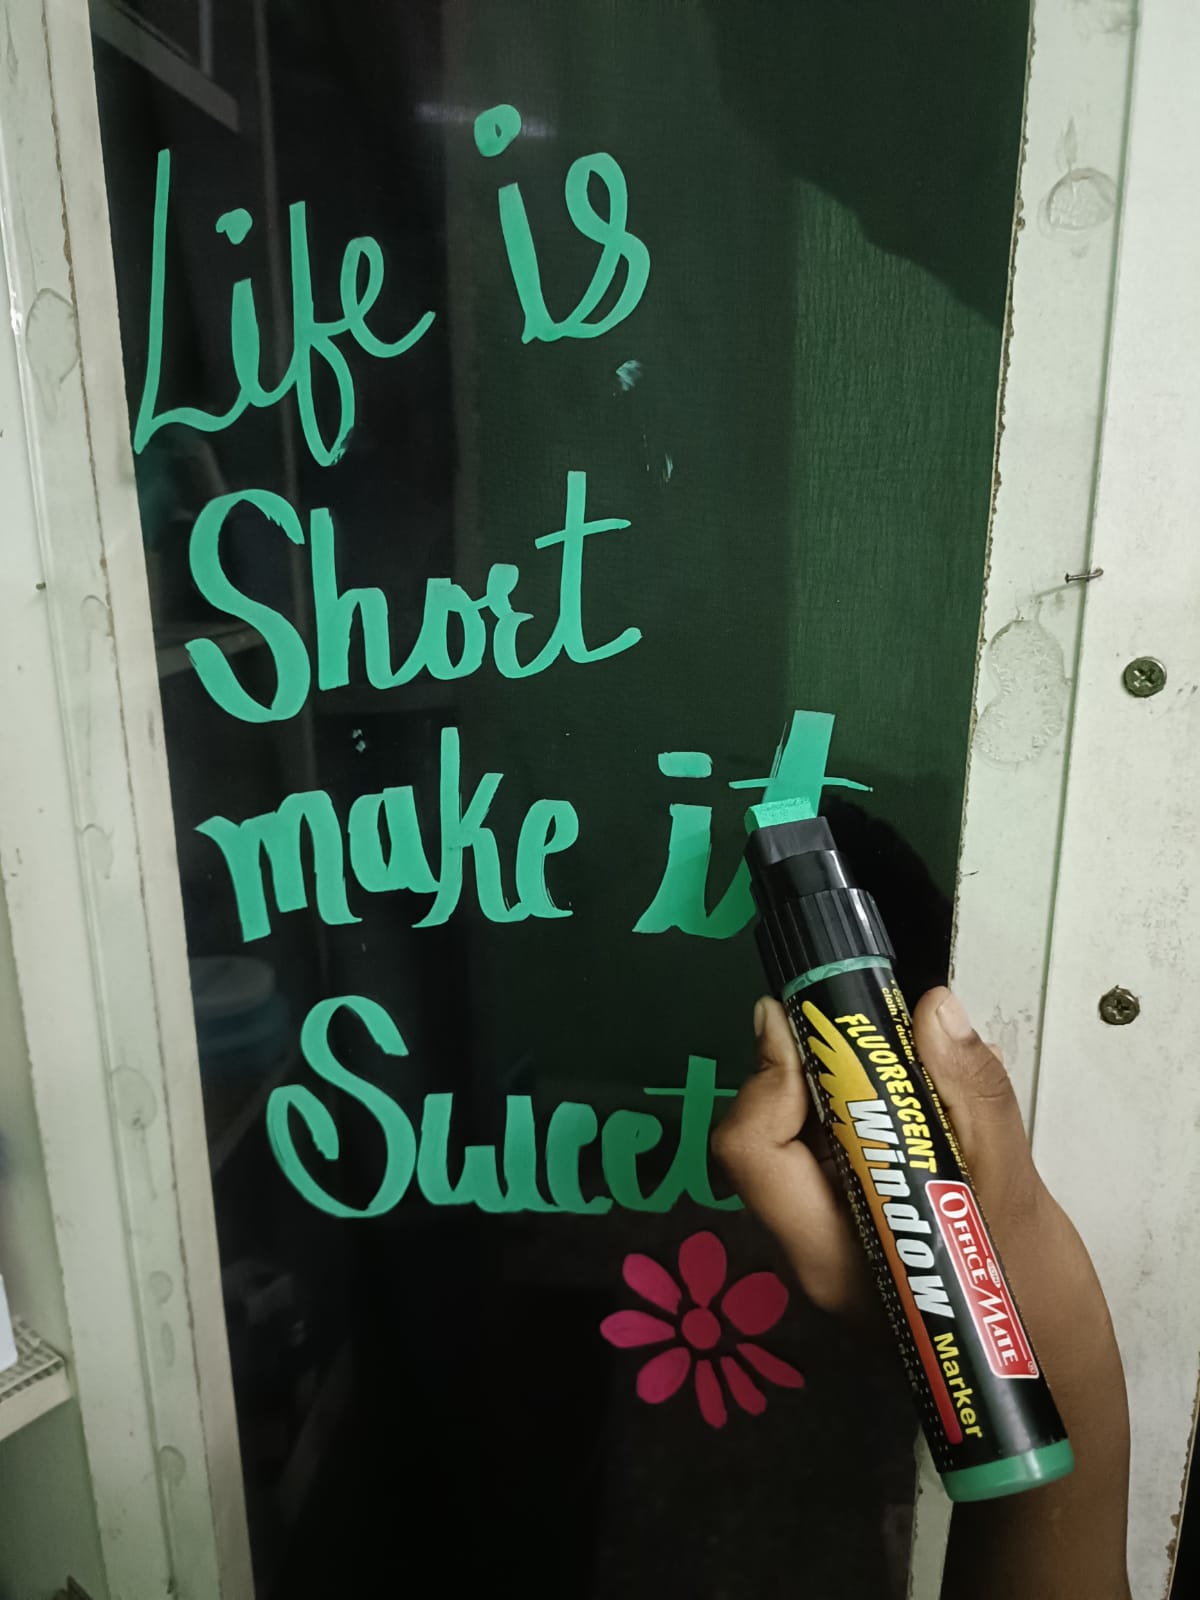 Life is
Short
make it
Sweet
FLUORESCENT
Window
Marker
OFFICE MATE